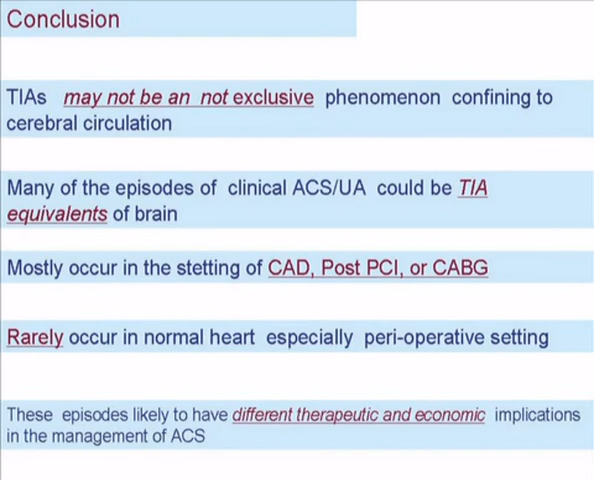 Conclusion
TIAs may not be an not exclusive phenomenon confining to
cerebral circulation
Many of the episodes of clinical ACS/UA could be TIA
equivalents of brain
Mostly occur in the stetting of CAD, Post PCI, or CABG
Rarely occur in normal heart especially peri-operative setting
These episodes likely to have different therapeutic and economic implications
in the management of ACS